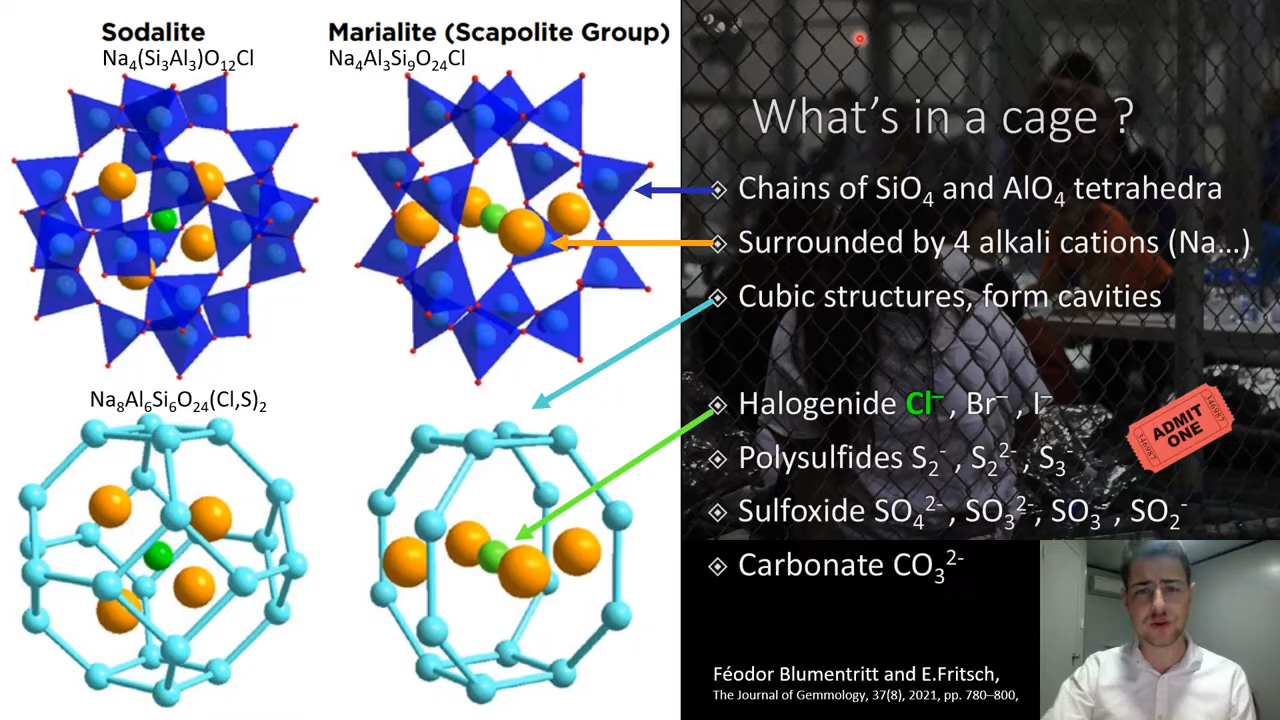 Sodalite
Na₄(Si₃Al₃)O₁₂Cl
Marialite (Scapolite Group)
Na₄Al₃Si₉O₂₄Cl
Na₈Al₆Si₆O₂₄(Cl,S)₂
What's in a cage ?
Chains of SiO₄ and AlO₄ tetrahedra
Surrounded by 4 alkali cations (Na...)
Cubic structures, form cavities
Halogenide Cl⁻ , Br⁻ , I⁻
Polysulfides S₂⁻ , S₂²⁻ , S₃⁻
Sulfoxide SO₄²⁻ , SO₃²⁻, SO₃⁻ , SO₂⁻
Carbonate CO₃²⁻
346987
ADMIT
ONE
346987
Féodor Blumentritt and E.Fritsch,
The Journal of Gemmology, 37(8), 2021, pp. 780–800,